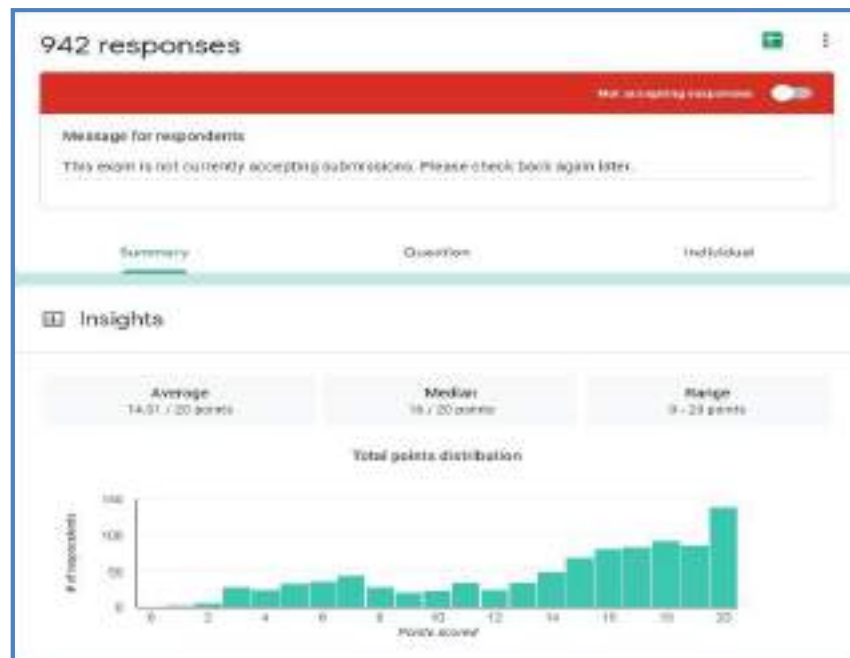 942 responses
Not accepting responses
Message for respondents
This exam is not currently accepting submissions. Please check back again later.
Summary Question Individual
Insights
Average Median Range
14.01 / 20 points 16 / 20 points 0 - 20 points
Total points distribution
# of respondents
150
100
50
0
0 2 4 6 8 10 12 14 16 18 20
Points scored